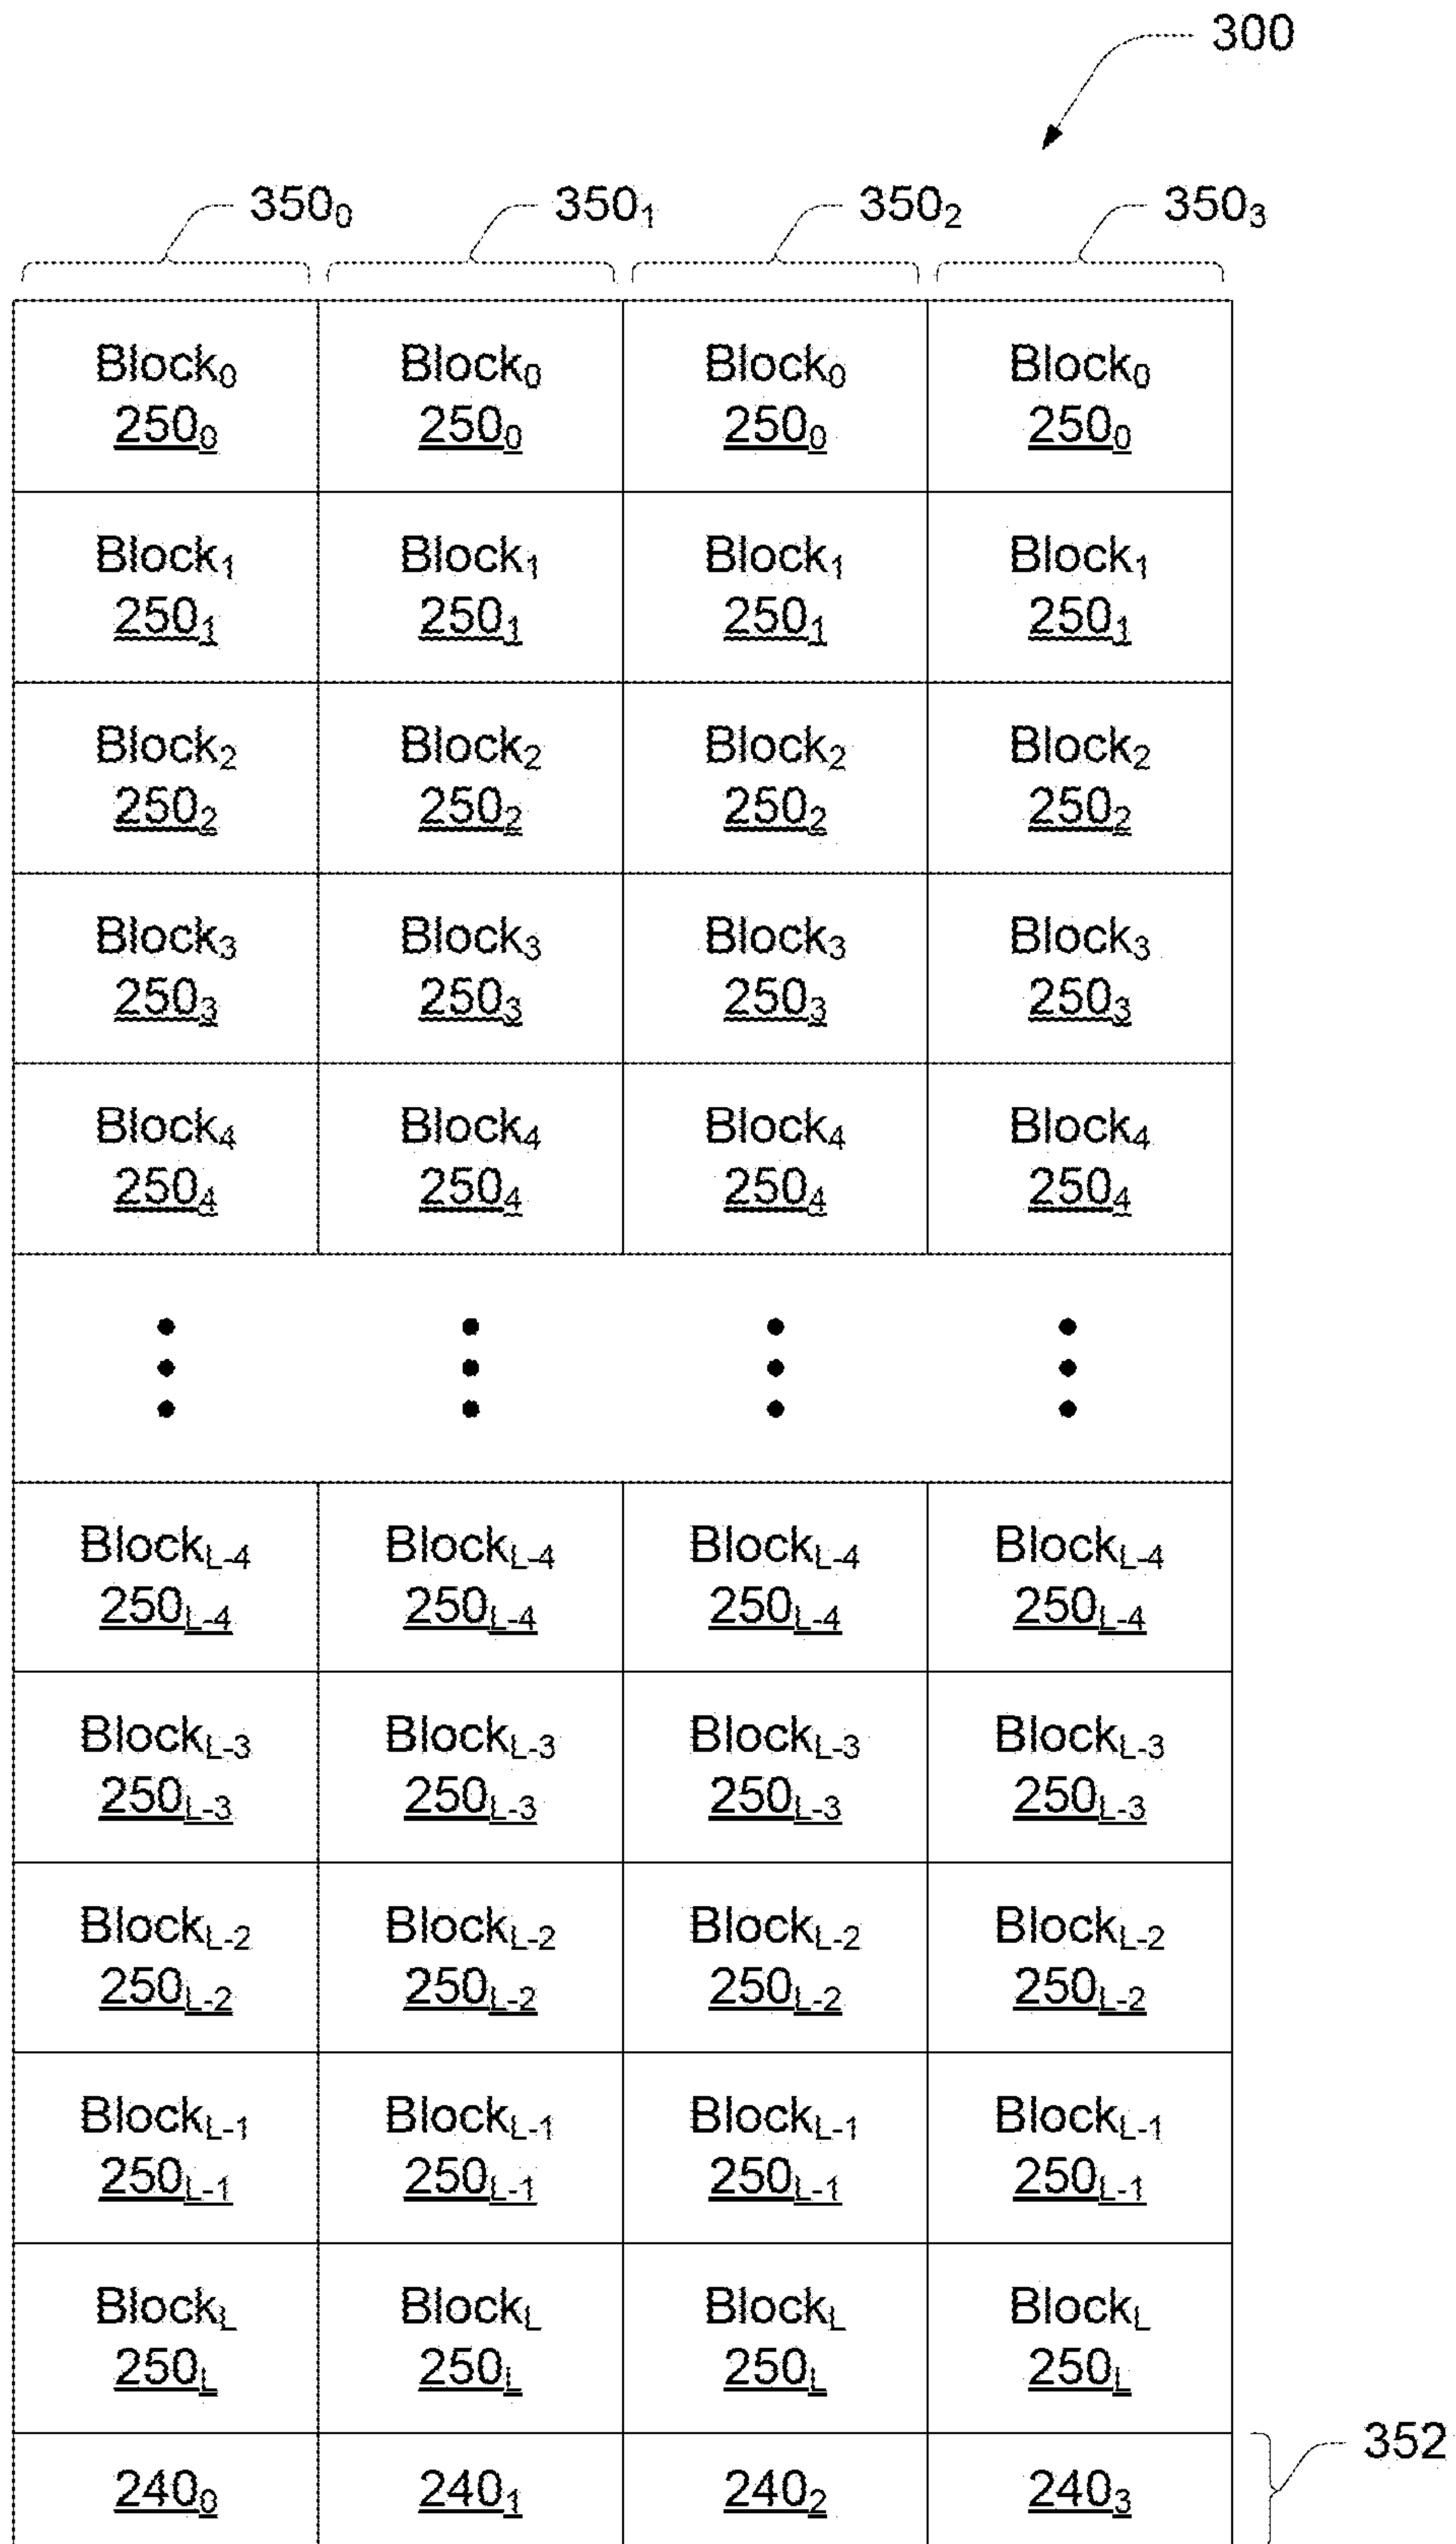 300
350₀ 350₁ 350₂ 350₃
Block₀ Block₀ Block₀ Block₀
250₀ 250₀ 250₀ 250₀
Block₁ Block₁ Block₁ Block₁
250₁ 250₁ 250₁ 250₁
Block₂ Block₂ Block₂ Block₂
250₂ 250₂ 250₂ 250₂
Block₃ Block₃ Block₃ Block₃
250₃ 250₃ 250₃ 250₃
Block₄ Block₄ Block₄ Block₄
250₄ 250₄ 250₄ 250₄
Block_L-4 Block_L-4 Block_L-4 Block_L-4
250_L-4 250_L-4 250_L-4 250_L-4
Block_L-3 Block_L-3 Block_L-3 Block_L-3
250_L-3 250_L-3 250_L-3 250_L-3
Block_L-2 Block_L-2 Block_L-2 Block_L-2
250_L-2 250_L-2 250_L-2 250_L-2
Block_L-1 Block_L-1 Block_L-1 Block_L-1
250_L-1 250_L-1 250_L-1 250_L-1
Block_L Block_L Block_L Block_L
250_L 250_L 250_L 250_L
352
240₀ 240₁ 240₂ 240₃